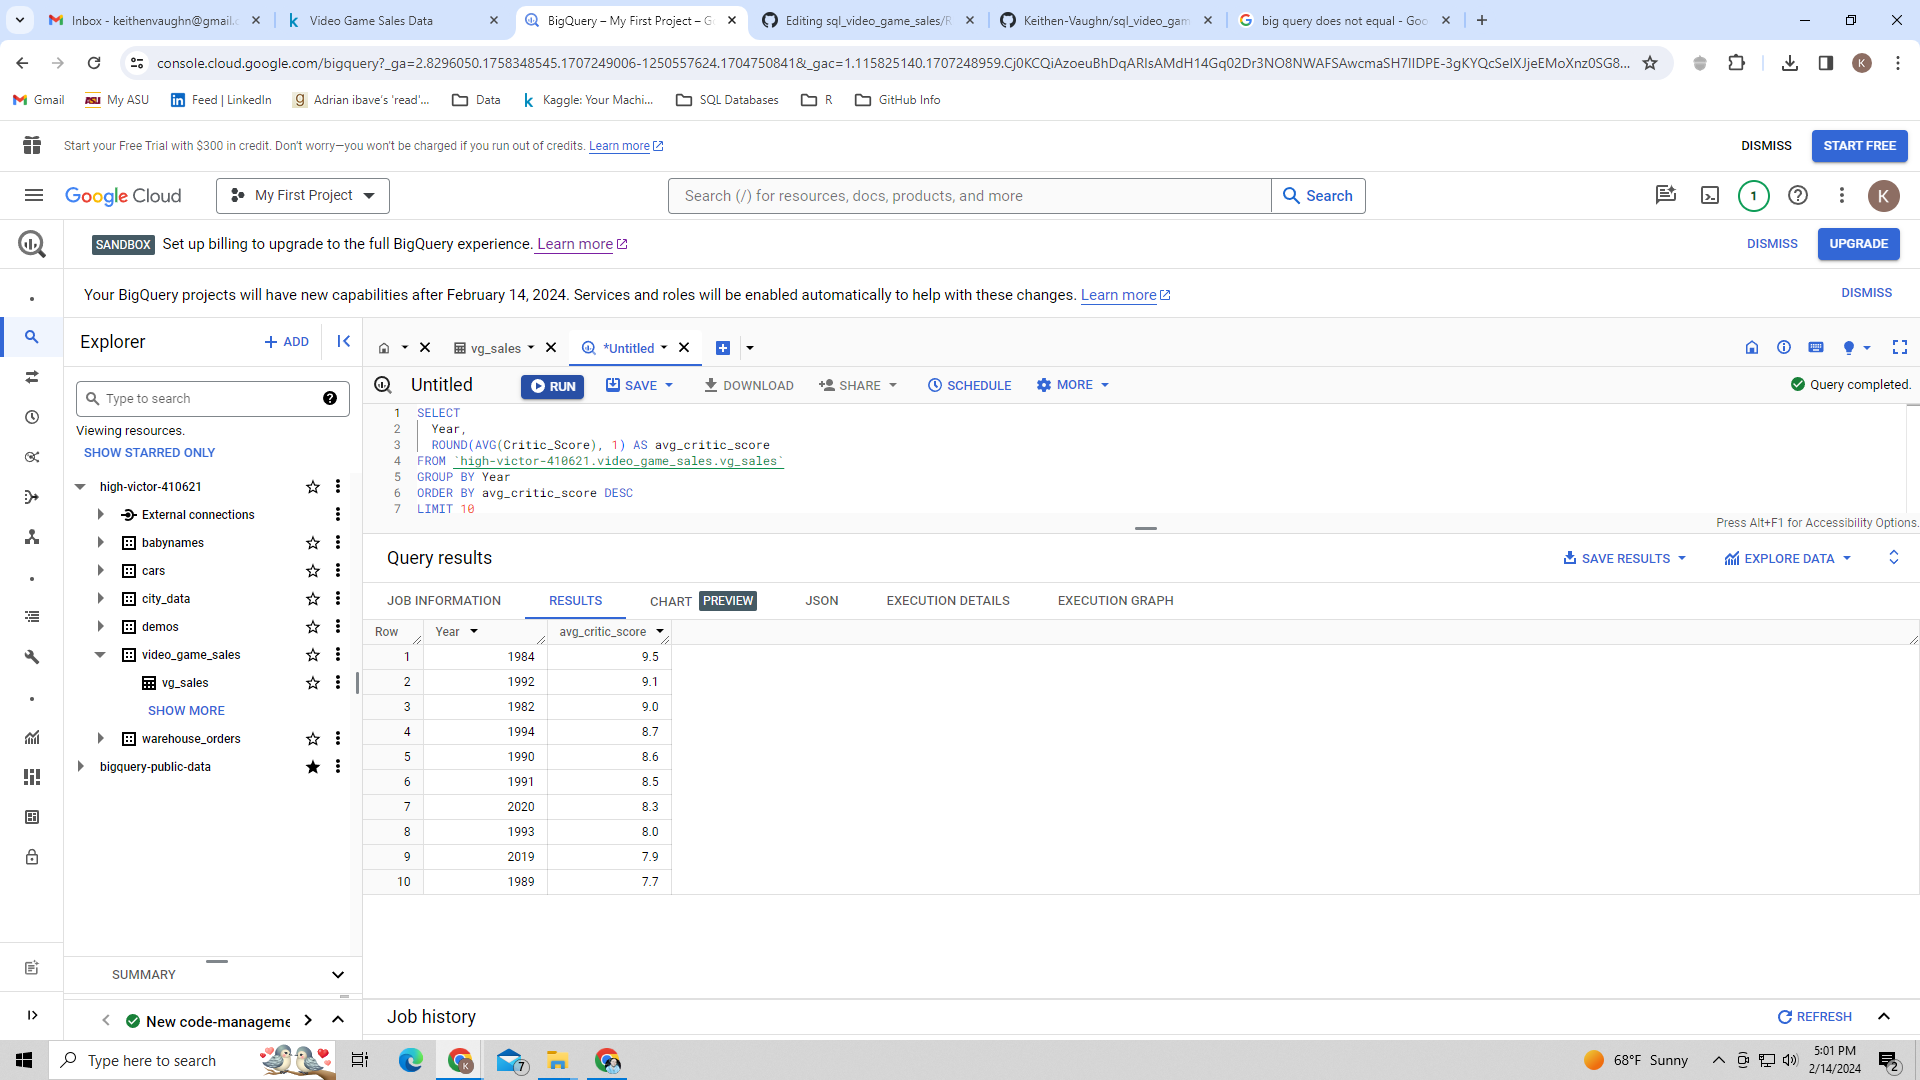 Inbox - keithenvaughn@gmail.c
Video Game Sales Data
BigQuery – My First Project – G
Editing sql_video_game_sales/R
Keithen-Vaughn/sql_video_gam
big query does not equal - Goo
console.cloud.google.com/bigquery?_ga=2.8296050.1758348545.1707249006-1250557624.1704750841&_gac=1.115825140.1707248959.Cj0KCQiAzoeuBhDqARIsAMdH14Gq02Dr3NO8NWAFSAwcmaSH7IIDPE-3gKYQcSeIXJjeEMoXnz0SG8...
K
Gmail
My ASU
Feed | LinkedIn
Adrian ibave's 'read'...
Data
Kaggle: Your Machi...
SQL Databases
R
GitHub Info
Start your Free Trial with $300 in credit. Don't worry—you won't be charged if you run out of credits. Learn more
DISMISS
START FREE
Google Cloud
My First Project
Search (/) for resources, docs, products, and more
Search
1
K
SANDBOX Set up billing to upgrade to the full BigQuery experience. Learn more
DISMISS
UPGRADE
Your BigQuery projects will have new capabilities after February 14, 2024. Services and roles will be enabled automatically to help with these changes. Learn more
DISMISS
Explorer
ADD
Type to search
Viewing resources.
SHOW STARRED ONLY
high-victor-410621
External connections
babynames
cars
city_data
demos
video_game_sales
vg_sales
SHOW MORE
warehouse_orders
bigquery-public-data
SUMMARY
New code-manageme
vg_sales
*Untitled
Untitled
RUN
SAVE
DOWNLOAD
SHARE
SCHEDULE
MORE
Query completed.
1 SELECT
2 Year,
3 ROUND(AVG(Critic_Score), 1) AS avg_critic_score
4 FROM `high-victor-410621.video_game_sales.vg_sales`
5 GROUP BY Year
6 ORDER BY avg_critic_score DESC
7 LIMIT 10
Press Alt+F1 for Accessibility Options.
Query results
SAVE RESULTS
EXPLORE DATA
JOB INFORMATION
RESULTS
CHART PREVIEW
JSON
EXECUTION DETAILS
EXECUTION GRAPH
Row Year avg_critic_score
1 1984 9.5
2 1992 9.1
3 1982 9.0
4 1994 8.7
5 1990 8.6
6 1991 8.5
7 2020 8.3
8 1993 8.0
9 2019 7.9
10 1989 7.7
Job history
REFRESH
Type here to search
7
68°F Sunny
5:01 PM
2/14/2024
2